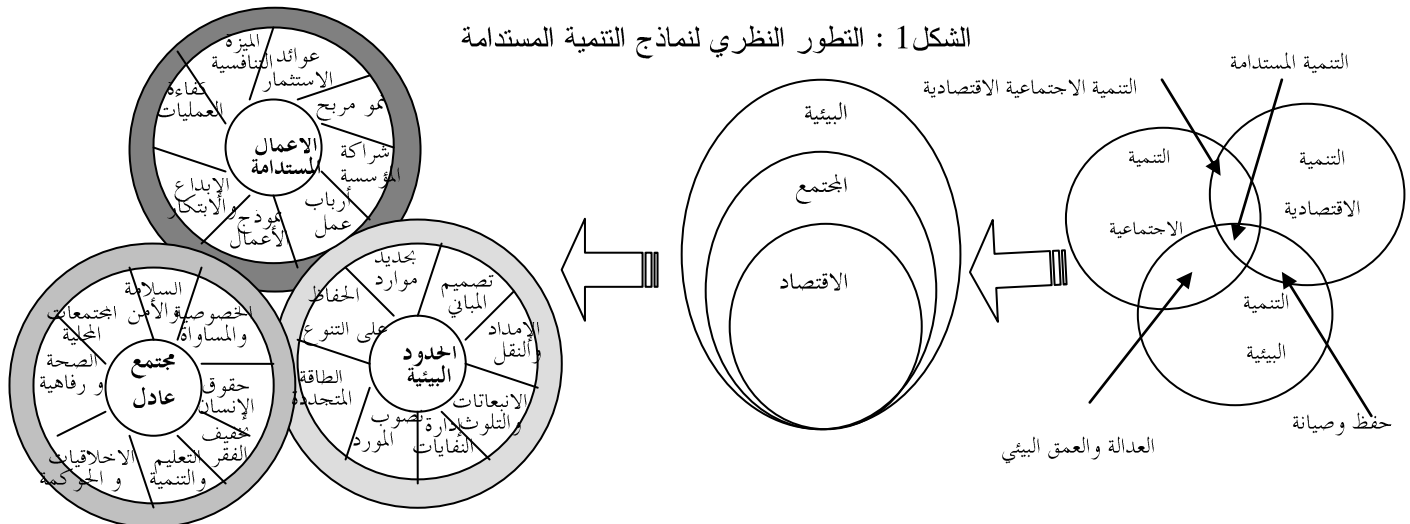 الشكل1 : التطور النظري لنماذج التنمية المستدامة
التنمية المستدامة
التنمية الاجتماعية الاقتصادية
التنمية
الاقتصادية
التنمية
الاجتماعية
التنمية
البيئية
حفظ وصيانة
العدالة والعمق البيئي
البيئية
المجتمع
الاقتصاد
الاعمال
المستدامة
عوائد
الاستثمار
نمو مربح
شراكة
المؤسسة
أرباب
عمل
نموذج
الأعمال
الإبداع
والابتكار
كفاءة
العمليات
الميزة
التنافسية
الحدود
البيئية
تصميم
المباني
الإمداد
والنقل
الانبعاثات
والتلوث
إدارة
النفايات
نضوب
المورد
الطاقة
المتجددة
الحفاظ
على التنوع
تجديد
موارد
مجتمع
عادل
الخصوصية
والمساواة
حقوق
الإنسان
تخفيف
الفقر
التعليم
والتنمية
الاخلاقيات
و الحوكمة
الصحة
و رفاهية
المجتمعات
المحلية
السلامة
والأمن